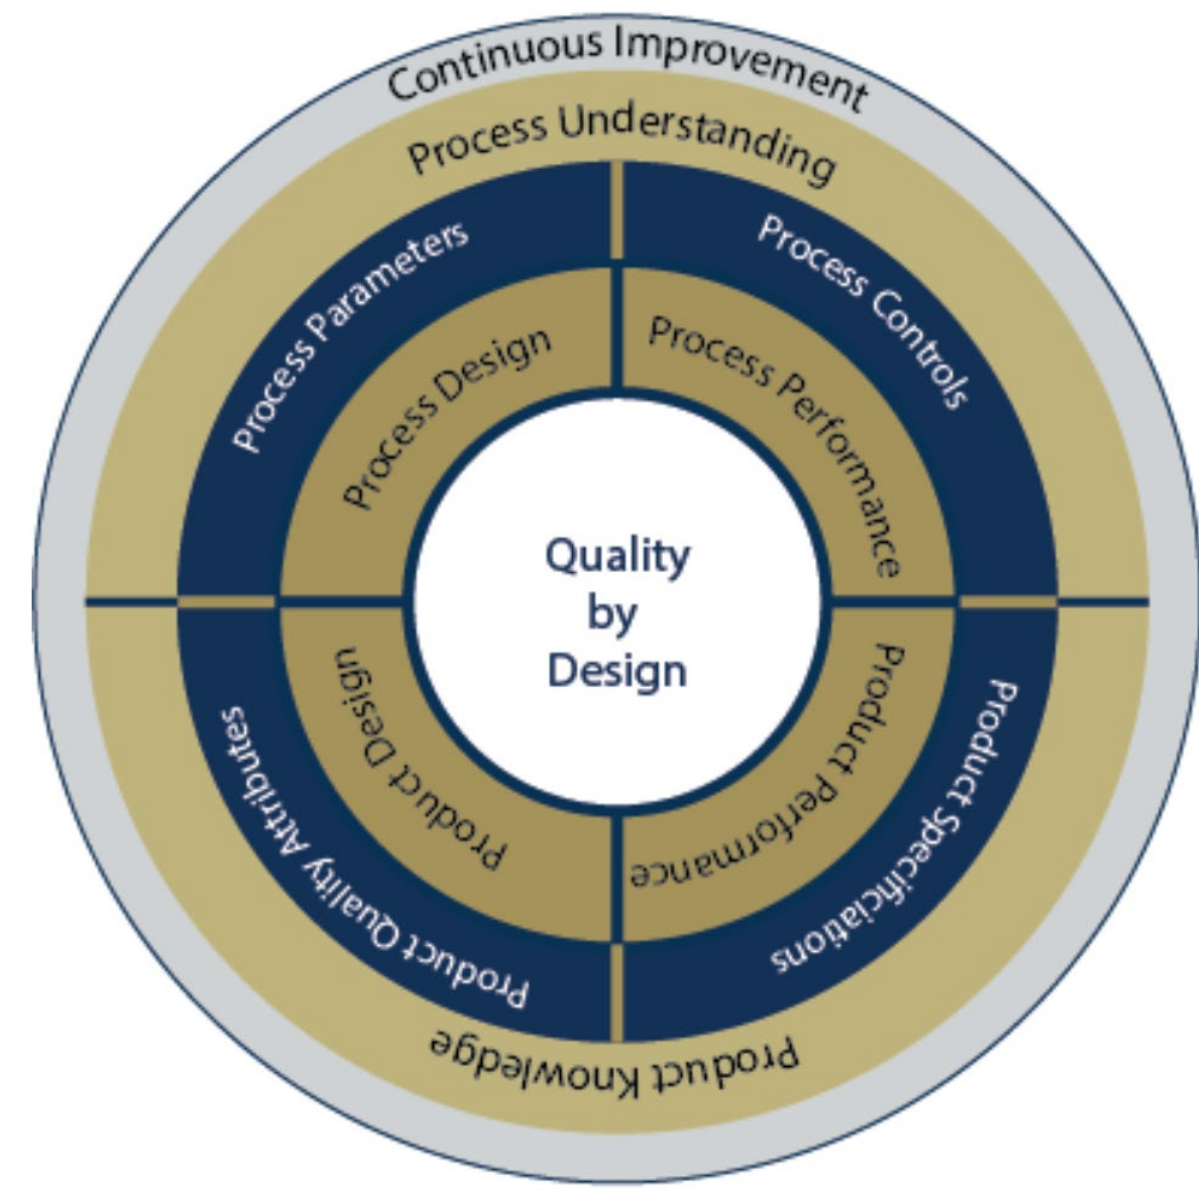 Continuous Improvement
Process Understanding
Process Parameters
Process Controls
Process Design
Process Performance
Quality
by
Design
Product Design
Product Performance
Product Quality Attributes
Product Specificiations
Product Knowledge